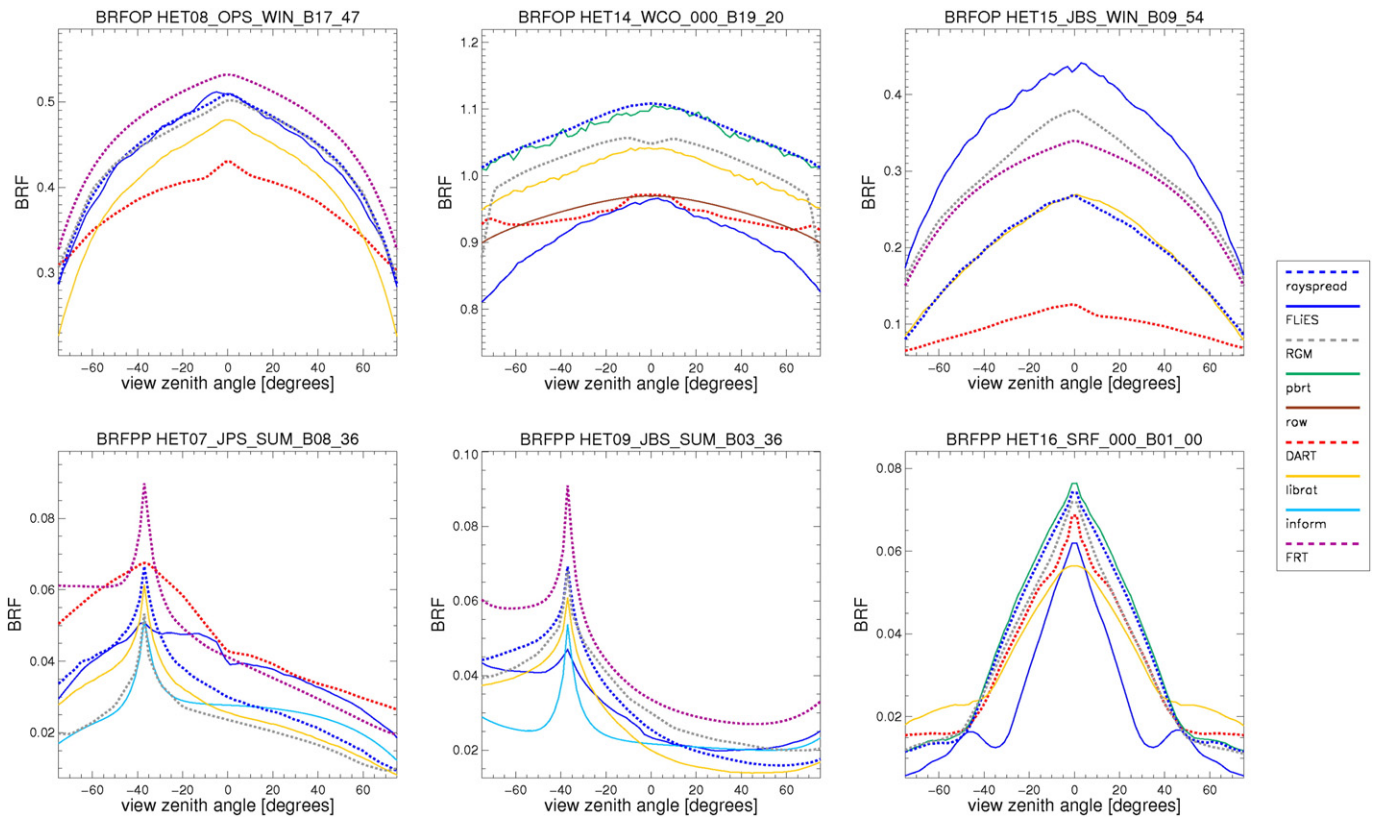 BRFOP HET08_OPS_WIN_B17_47
BRF
0.5
0.4
0.3
−60 −40 −20 0 20 40 60
view zenith angle [degrees]
BRFOP HET14_WCO_000_B19_20
BRF
1.2
1.1
1.0
0.9
0.8
−60 −40 −20 0 20 40 60
view zenith angle [degrees]
BRFOP HET15_JBS_WIN_B09_54
BRF
0.4
0.3
0.2
0.1
−60 −40 −20 0 20 40 60
view zenith angle [degrees]
BRFPP HET07_JPS_SUM_B08_36
BRF
0.08
0.06
0.04
0.02
−60 −40 −20 0 20 40 60
view zenith angle [degrees]
BRFPP HET09_JBS_SUM_B03_36
BRF
0.10
0.08
0.06
0.04
0.02
−60 −40 −20 0 20 40 60
view zenith angle [degrees]
BRFPP HET16_SRF_000_B01_00
BRF
0.08
0.06
0.04
0.02
−60 −40 −20 0 20 40 60
view zenith angle [degrees]
rayspread
FLiES
RGM
pbrt
raw
DART
librat
inform
FRT